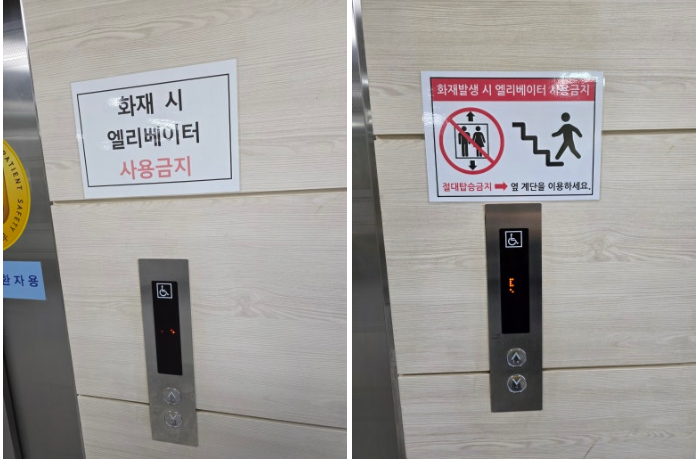 화재 시
엘리베이터
사용금지
PATIENT SAFETY
환자용
화재발생 시 엘리베이터 사용금지
절대탑승금지 ➡ 옆 계단을 이용하세요.